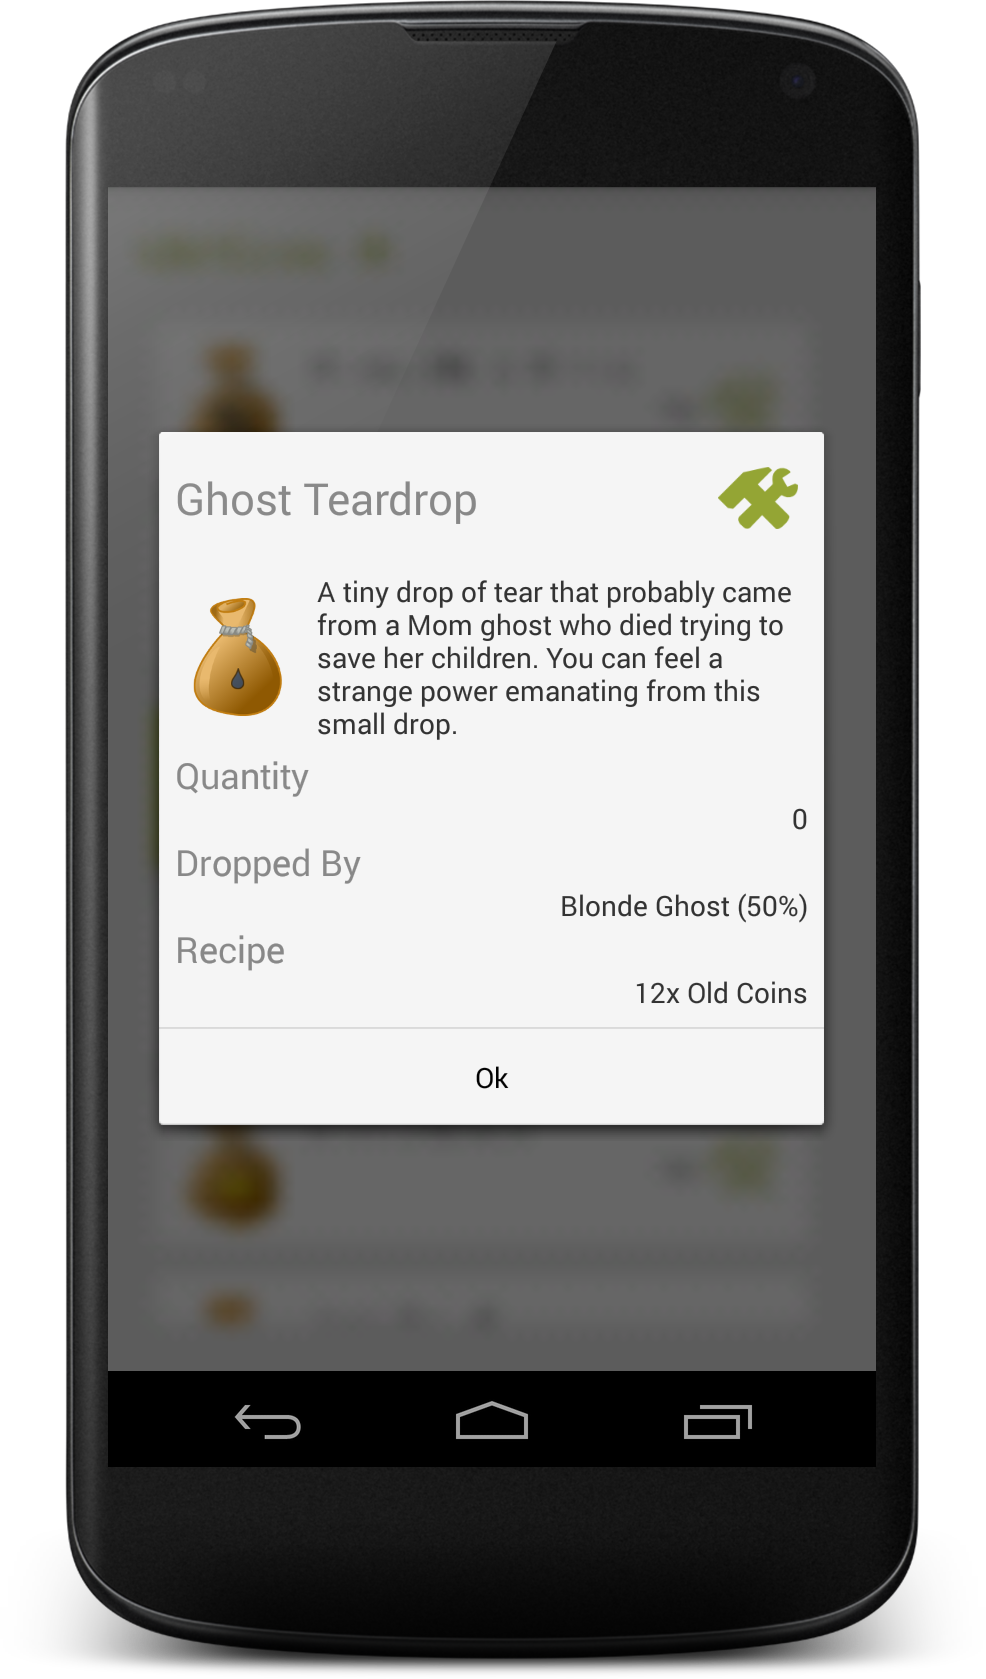 Ghost Teardrop
A tiny drop of tear that probably came
from a Mom ghost who died trying to
save her children. You can feel a
strange power emanating from this
small drop.
Quantity
0
Dropped By
Blonde Ghost (50%)
Recipe
12x Old Coins
Ok